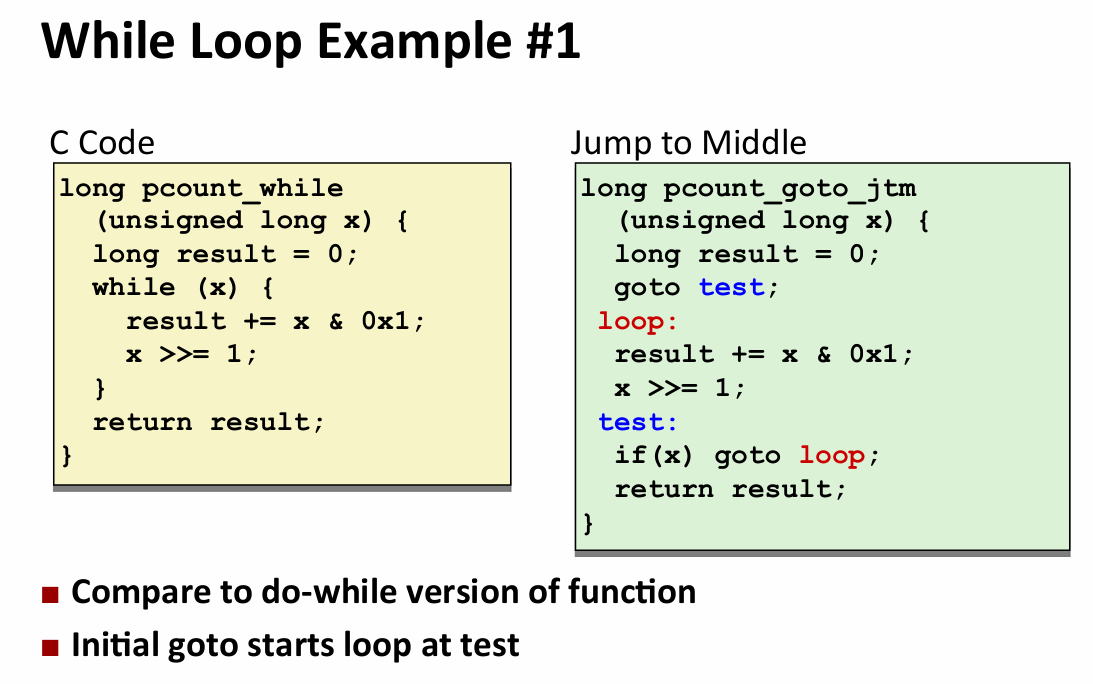 While Loop Example #1
C Code
long pcount_while
  (unsigned long x) {
  long result = 0;
  while (x) {
    result += x & 0x1;
    x >>= 1;
  }
  return result;
}
Jump to Middle
long pcount_goto_jtm
  (unsigned long x) {
  long result = 0;
  goto test;
 loop:
  result += x & 0x1;
  x >>= 1;
 test:
  if(x) goto loop;
  return result;
}
■ Compare to do-while version of function
■ Initial goto starts loop at test